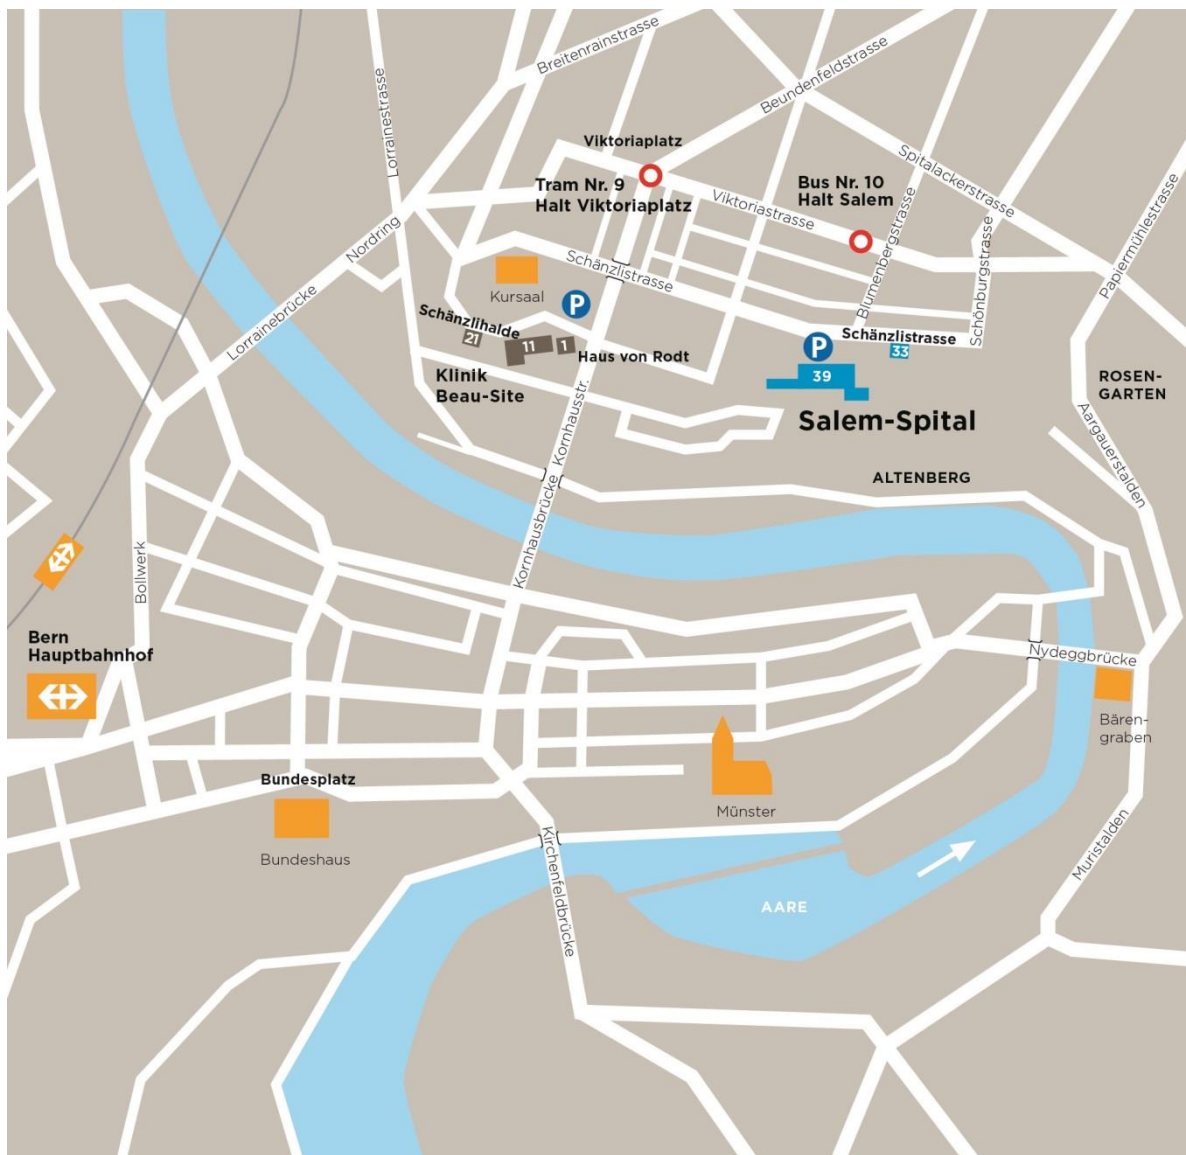 Breitenrainstrasse
Beundenfeldstrasse
Lorrainestrasse
Viktoriaplatz
Spitalackerstrasse
Tram Nr. 9
Halt Viktoriaplatz
Bus Nr. 10
Halt Salem
Viktoriastrasse
Blumenbergstrasse
Schönburgstrasse
Papiermühlestrasse
Nordring
Schänzlistrasse
Kursaal
P
Lorrainebrücke
Schänzlihalde
21
11
1
Haus von Rodt
P
Schänzlistrasse
33
39
Klinik
Beau-Site
Salem-Spital
ROSEN-
GARTEN
Kornhausstr.
Aargauerstalden
ALTENBERG
Kornhausbrücke
Bollwerk
Bern
Hauptbahnhof
Nydeggbrücke
Bären-
graben
Bundesplatz
Münster
Bundeshaus
Kirchenfeldbrücke
Muristalden
AARE